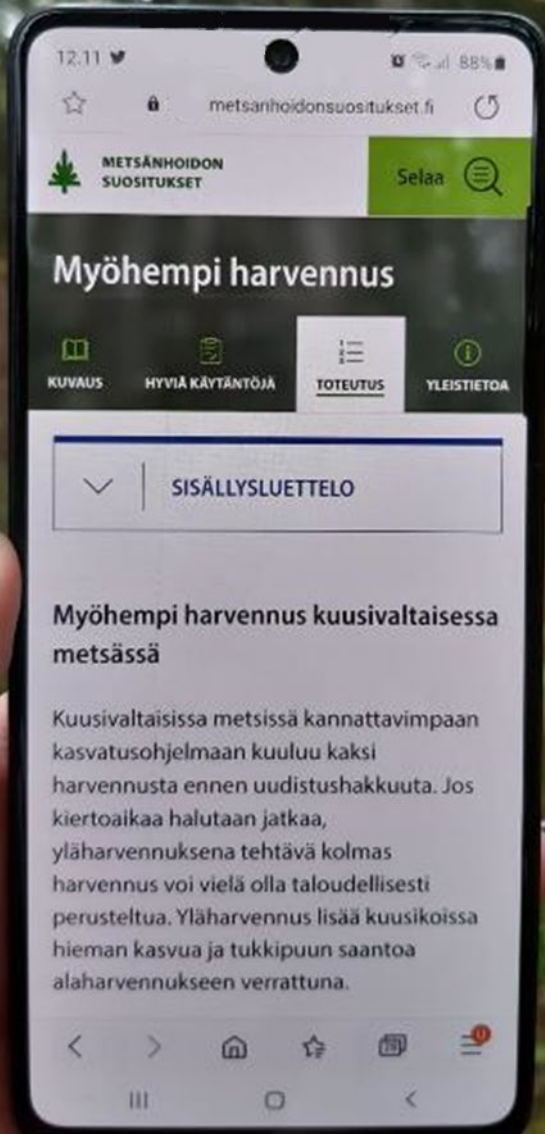 12.11
88%
metsanhoidonsuositukset.fi
METSÄNHOIDON
SUOSITUKSET
Selaa
Myöhempi harvennus
KUVAUS
HYVIÄ KÄYTÄNTÖJÄ
TOTEUTUS
YLEISTIETOA
SISÄLLYSLUETTELO
Myöhempi harvennus kuusivaltaisessa
metsässä
Kuusivaltaisissa metsissä kannattavimpaan
kasvatusohjelmaan kuuluu kaksi
harvennusta ennen uudistushakkuuta. Jos
kiertoaikaa halutaan jatkaa,
yläharvennuksena tehtävä kolmas
harvennus voi vielä olla taloudellisesti
perusteltua. Yläharvennus lisää kuusikoissa
hieman kasvua ja tukkipuun saantoa
alaharvennukseen verrattuna.